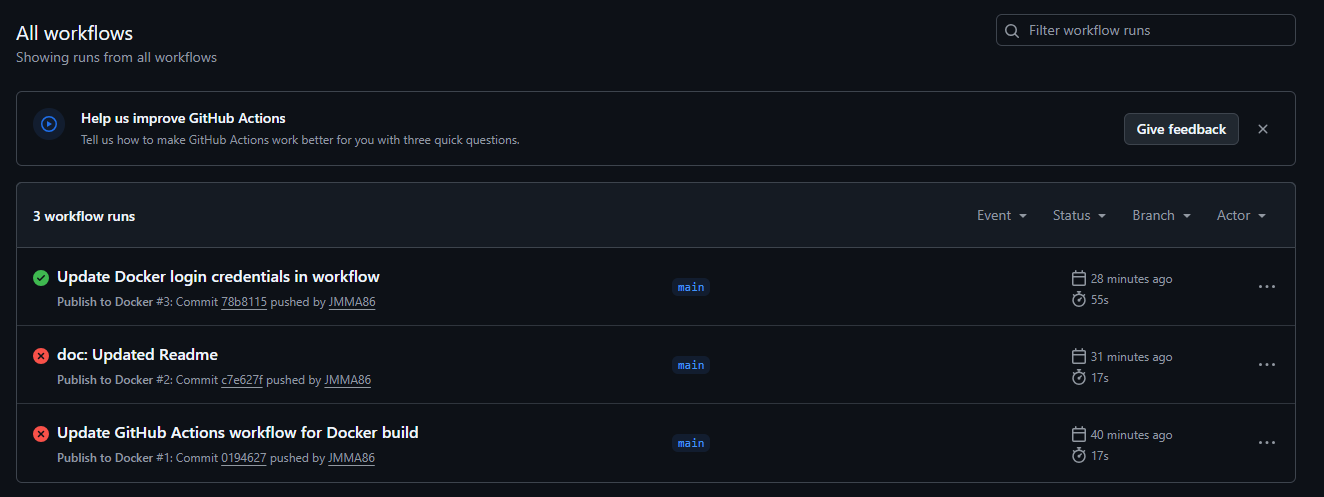 All workflows
Showing runs from all workflows
Filter workflow runs
Help us improve GitHub Actions
Tell us how to make GitHub Actions work better for you with three quick questions.
Give feedback
3 workflow runs
Event
Status
Branch
Actor
Update Docker login credentials in workflow
Publish to Docker #3: Commit 78b8115 pushed by JMMA86
main
28 minutes ago
55s
doc: Updated Readme
Publish to Docker #2: Commit c7e627f pushed by JMMA86
main
31 minutes ago
17s
Update GitHub Actions workflow for Docker build
Publish to Docker #1: Commit 0194627 pushed by JMMA86
main
40 minutes ago
17s